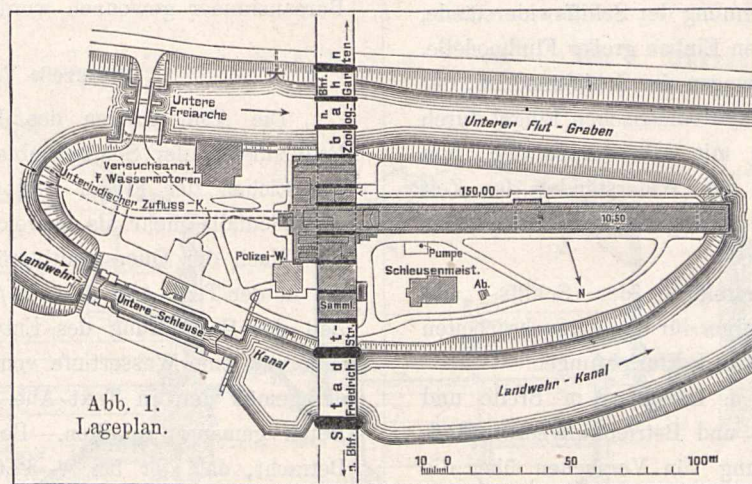 Bhf.
Garten
n.
Zoolog.
Untere
Freiarche
Unterer Flut-Graben
Versuchsanst.
f. Wassermotoren
Unterirdischer Zufluss-K.
150,00
10,50
Polizei-W.
Pumpe
Schleusenmeist.
Ab.
N
Landwehr-
Untere Schleuse
Kanal
Samml.
Stadt
bahn
Friedrich-
Str.
n. Bhf.
Landwehr-Kanal
Abb. 1.
Lageplan.
10 0 50 100m